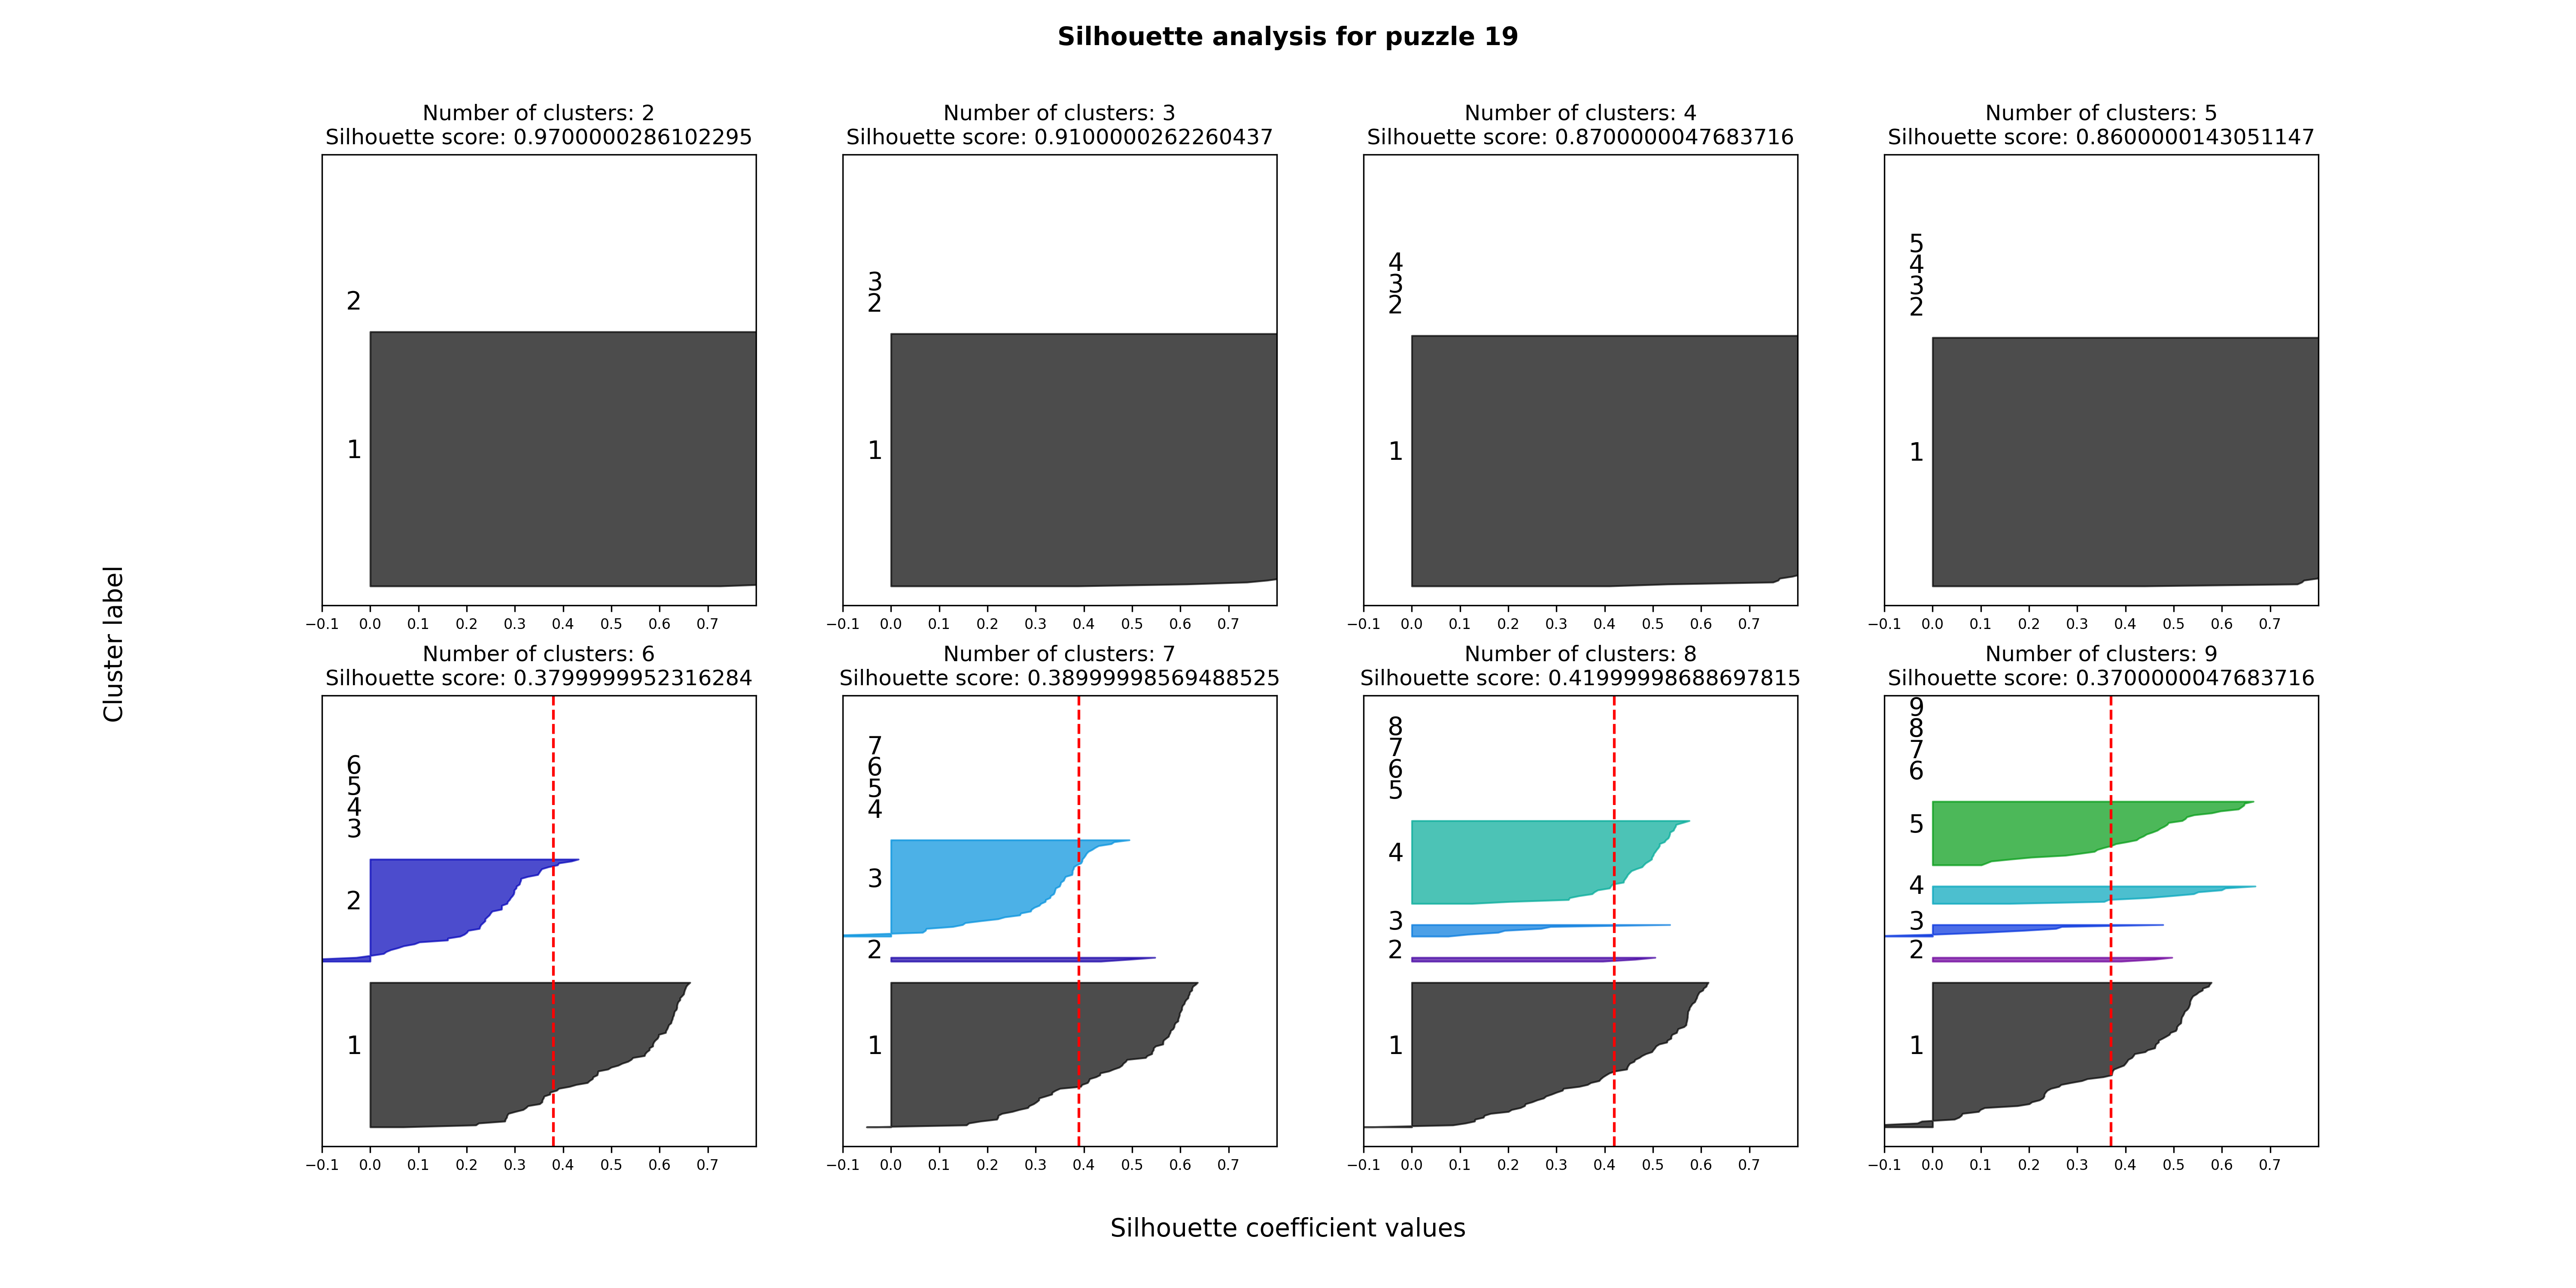 Silhouette analysis for puzzle 19
Number of clusters: 2
Silhouette score: 0.9700000286102295
2
1
−0.1 0.0 0.1 0.2 0.3 0.4 0.5 0.6 0.7
Number of clusters: 3
Silhouette score: 0.9100000262260437
3
2
1
−0.1 0.0 0.1 0.2 0.3 0.4 0.5 0.6 0.7
Number of clusters: 4
Silhouette score: 0.8700000047683716
4
3
2
1
−0.1 0.0 0.1 0.2 0.3 0.4 0.5 0.6 0.7
Number of clusters: 5
Silhouette score: 0.8600000143051147
5
4
3
2
1
−0.1 0.0 0.1 0.2 0.3 0.4 0.5 0.6 0.7
Cluster label
Number of clusters: 6
Silhouette score: 0.3799999952316284
6
5
4
3
2
1
−0.1 0.0 0.1 0.2 0.3 0.4 0.5 0.6 0.7
Number of clusters: 7
Silhouette score: 0.38999998569488525
7
6
5
4
3
2
1
−0.1 0.0 0.1 0.2 0.3 0.4 0.5 0.6 0.7
Number of clusters: 8
Silhouette score: 0.41999998688697815
8
7
6
5
4
3
2
1
−0.1 0.0 0.1 0.2 0.3 0.4 0.5 0.6 0.7
Number of clusters: 9
Silhouette score: 0.3700000047683716
9
8
7
6
5
4
3
2
1
−0.1 0.0 0.1 0.2 0.3 0.4 0.5 0.6 0.7
Silhouette coefficient values